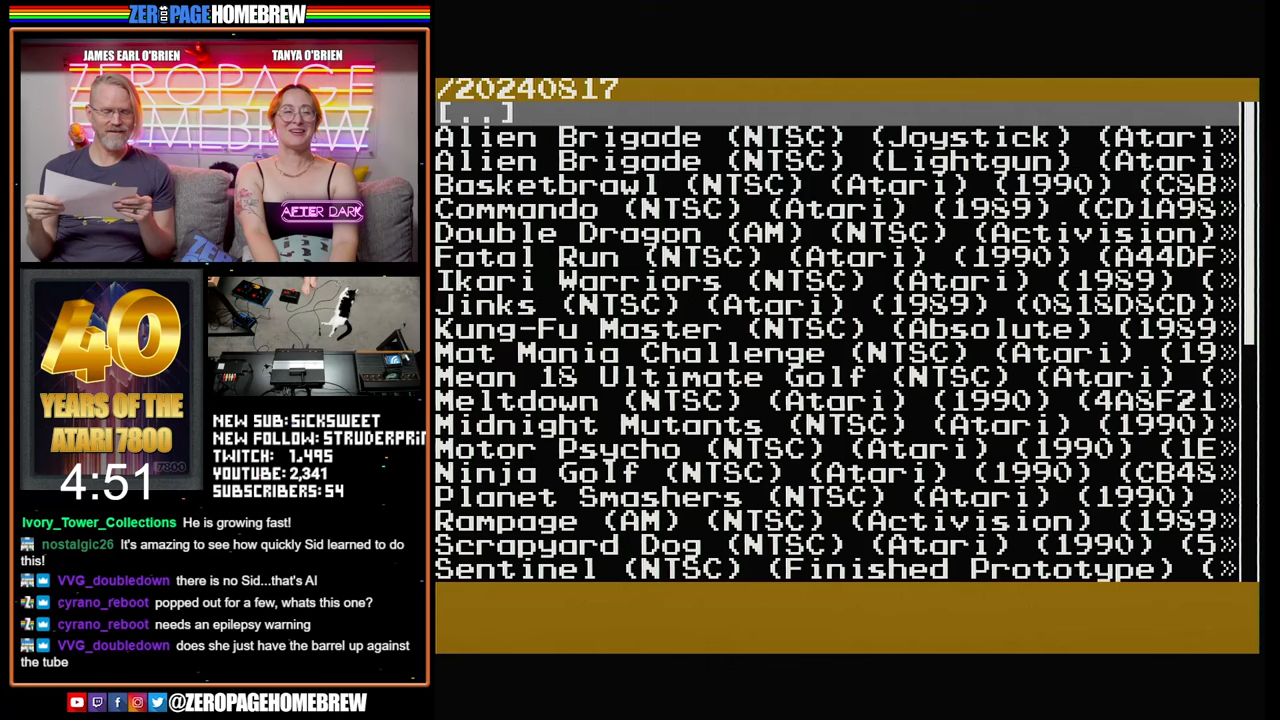 ZEROPAGEHOMEBREW
JAMES EARL O'BRIEN
TANYA O'BRIEN
ZEROPAGE
HOMEBREW
AFTER DARK
40
YEARS OF THE
ATARI 7800
7800
4:51
NEW SUB: SICKSWEET
NEW FOLLOW: STRUDERPRIN
TWITCH: 1,495
YOUTUBE: 2,341
SUBSCRIBERS: 54
Ivory_Tower_Collections He is growing fast!
nostalgic26 It's amazing to see how quickly Sid learned to do
this!
VVG_doubledown there is no Sid...that's AI
cyrano_reboot popped out for a few, whats this one?
cyrano_reboot needs an epilepsy warning
VVG_doubledown does she just have the barrel up against
the tube
@ZEROPAGEHOMEBREW
/20240817
[..]
Alien Brigade (NTSC) (Joystick) (Atari»
Alien Brigade (NTSC) (Lightgun) (Atari»
Basketbrawl (NTSC) (Atari) (1990) (C8B»
Commando (NTSC) (Atari) (1989) (CD1A98»
Double Dragon (AM) (NTSC) (Activision)»
Fatal Run (NTSC) (Atari) (1990) (A44DF»
Ikari Warriors (NTSC) (Atari) (1989) (»
Jinks (NTSC) (Atari) (1989) (0818D8CD)»
Kung-Fu Master (NTSC) (Absolute) (1989»
Mat Mania Challenge (NTSC) (Atari) (19»
Mean 18 Ultimate Golf (NTSC) (Atari) (»
Meltdown (NTSC) (Atari) (1990) (4A8F21»
Midnight Mutants (NTSC) (Atari) (1990)»
Motor Psycho (NTSC) (Atari) (1990) (1E»
Ninja Golf (NTSC) (Atari) (1990) (CB48»
Planet Smashers (NTSC) (Atari) (1990) »
Rampage (AM) (NTSC) (Activision) (1989»
Scrapyard Dog (NTSC) (Atari) (1990) (5»
Sentinel (NTSC) (Finished Prototype) (»